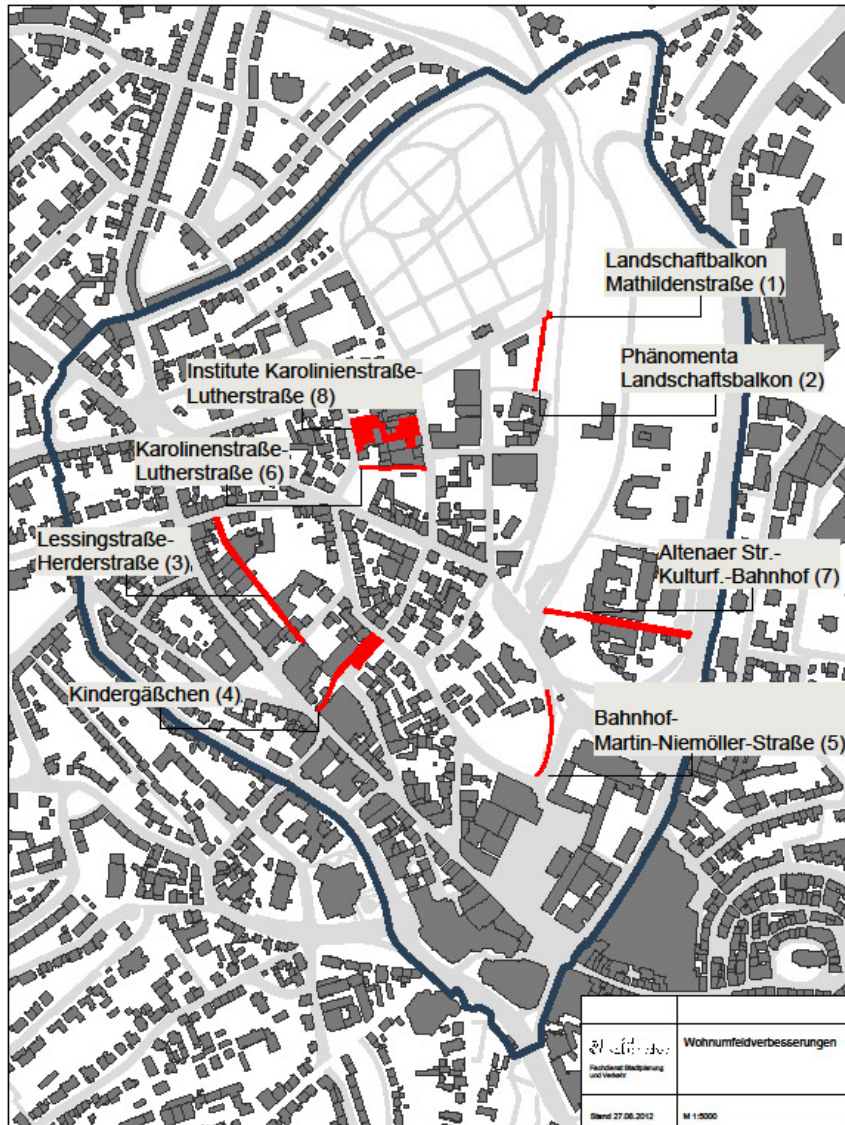 Landschaftbalkon
Mathildenstraße (1)
Phänomenta
Landschaftsbalkon (2)
Institute Karolinienstraße-
Lutherstraße (8)
Karolinenstraße-
Lutherstraße (6)
Lessingstraße-
Herderstraße (3)
Altenaer Str.-
Kulturf.-Bahnhof (7)
Kindergäßchen (4)
Bahnhof-
Martin-Niemöller-Straße (5)
Wohnumfeldverbesserungen
Fachdienst Stadtplanung
und Verkehr
Stand 27.06.2012
M 1:5000